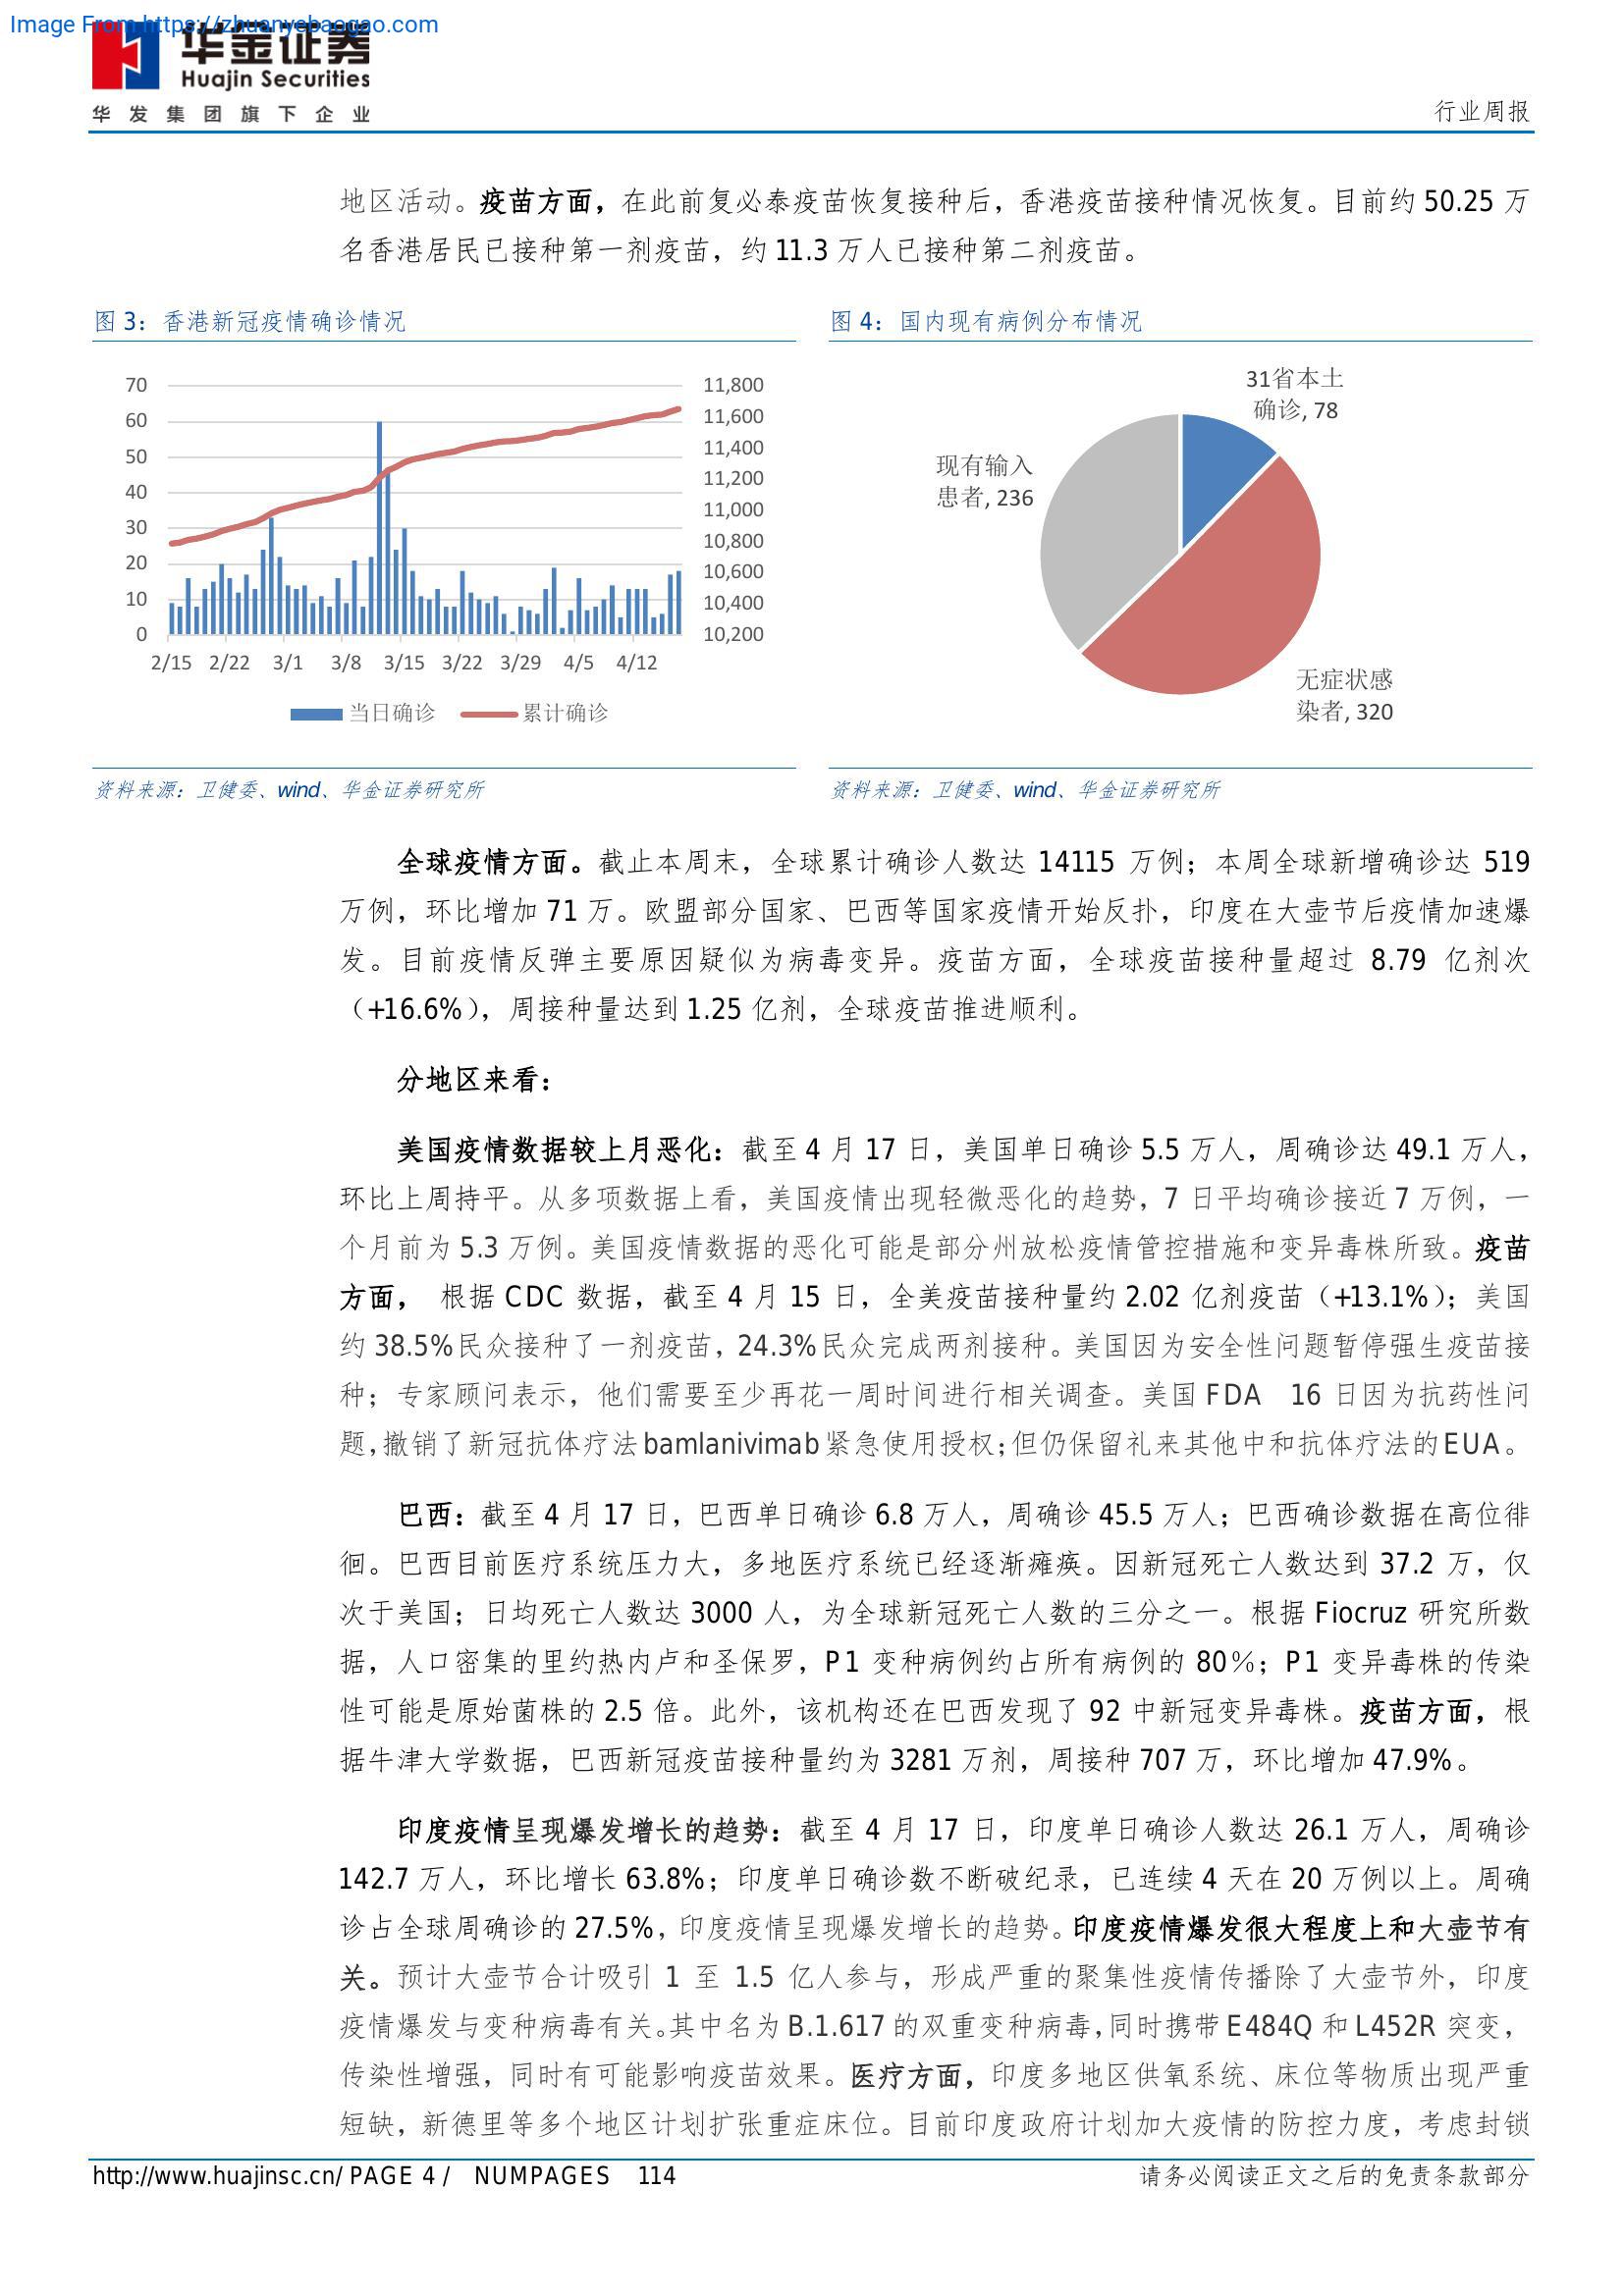 Image From https://zhuanyebaogao.com
华金证券
Huajin Securities
华发集团旗下企业
行业周报
地区活动。疫苗方面，在此前复必泰疫苗恢复接种后，香港疫苗接种情况恢复。目前约 50.25 万
名香港居民已接种第一剂疫苗，约 11.3 万人已接种第二剂疫苗。
图 3：香港新冠疫情确诊情况
70
60
50
40
30
20
10
0
11,800
11,600
11,400
11,200
11,000
10,800
10,600
10,400
10,200
2/15 2/22 3/1 3/8 3/15 3/22 3/29 4/5 4/12
当日确诊 累计确诊
资料来源：卫健委、wind、华金证券研究所
图 4：国内现有病例分布情况
31省本土
确诊, 78
现有输入
患者, 236
无症状感
染者, 320
资料来源：卫健委、wind、华金证券研究所
全球疫情方面。截止本周末，全球累计确诊人数达 14115 万例；本周全球新增确诊达 519
万例，环比增加 71 万。欧盟部分国家、巴西等国家疫情开始反扑，印度在大壶节后疫情加速爆
发。目前疫情反弹主要原因疑似为病毒变异。疫苗方面，全球疫苗接种量超过 8.79 亿剂次
（+16.6%），周接种量达到 1.25 亿剂，全球疫苗推进顺利。
分地区来看：
美国疫情数据较上月恶化：截至 4 月 17 日，美国单日确诊 5.5 万人，周确诊达 49.1 万人，
环比上周持平。从多项数据上看，美国疫情出现轻微恶化的趋势，7 日平均确诊接近 7 万例，一
个月前为 5.3 万例。美国疫情数据的恶化可能是部分州放松疫情管控措施和变异毒株所致。疫苗
方面， 根据 CDC 数据，截至 4 月 15 日，全美疫苗接种量约 2.02 亿剂疫苗（+13.1%）；美国
约 38.5%民众接种了一剂疫苗，24.3%民众完成两剂接种。美国因为安全性问题暂停强生疫苗接
种；专家顾问表示，他们需要至少再花一周时间进行相关调查。美国 FDA 16 日因为抗药性问
题，撤销了新冠抗体疗法 bamlanivimab 紧急使用授权；但仍保留礼来其他中和抗体疗法的 EUA。
巴西：截至 4 月 17 日，巴西单日确诊 6.8 万人，周确诊 45.5 万人；巴西确诊数据在高位徘
徊。巴西目前医疗系统压力大，多地医疗系统已经逐渐瘫痪。因新冠死亡人数达到 37.2 万，仅
次于美国；日均死亡人数达 3000 人，为全球新冠死亡人数的三分之一。根据 Fiocruz 研究所数
据，人口密集的里约热内卢和圣保罗，P1 变种病例约占所有病例的 80％；P1 变异毒株的传染
性可能是原始菌株的 2.5 倍。此外，该机构还在巴西发现了 92 中新冠变异毒株。疫苗方面，根
据牛津大学数据，巴西新冠疫苗接种量约为 3281 万剂，周接种 707 万，环比增加 47.9%。
印度疫情呈现爆发增长的趋势：截至 4 月 17 日，印度单日确诊人数达 26.1 万人，周确诊
142.7 万人，环比增长 63.8%；印度单日确诊数不断破纪录，已连续 4 天在 20 万例以上。周确
诊占全球周确诊的 27.5%，印度疫情呈现爆发增长的趋势。印度疫情爆发很大程度上和大壶节有
关。预计大壶节合计吸引 1 至 1.5 亿人参与，形成严重的聚集性疫情传播除了大壶节外，印度
疫情爆发与变种病毒有关。其中名为 B.1.617 的双重变种病毒，同时携带 E484Q 和 L452R 突变，
传染性增强，同时有可能影响疫苗效果。医疗方面，印度多地区供氧系统、床位等物质出现严重
短缺，新德里等多个地区计划扩张重症床位。目前印度政府计划加大疫情的防控力度，考虑封锁
http://www.huajinsc.cn/ PAGE 4 / NUMPAGES 114
请务必阅读正文之后的免责条款部分